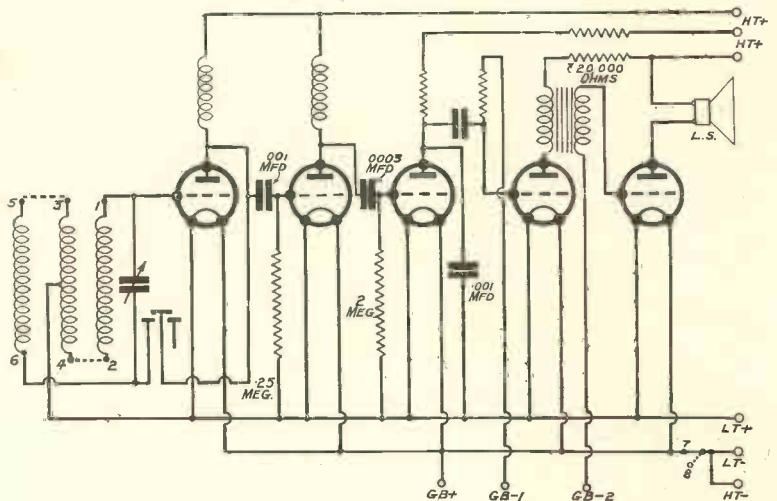 HT+
HT+
HT+
20,000
OHMS
L.S.
.001
MFD
.0003
MFD
5
3
1
.001
MFD
2
MEG.
6
4
2
.25
MEG.
LT+
7
LT-
8
HT-
GB+
GB-1
GB-2